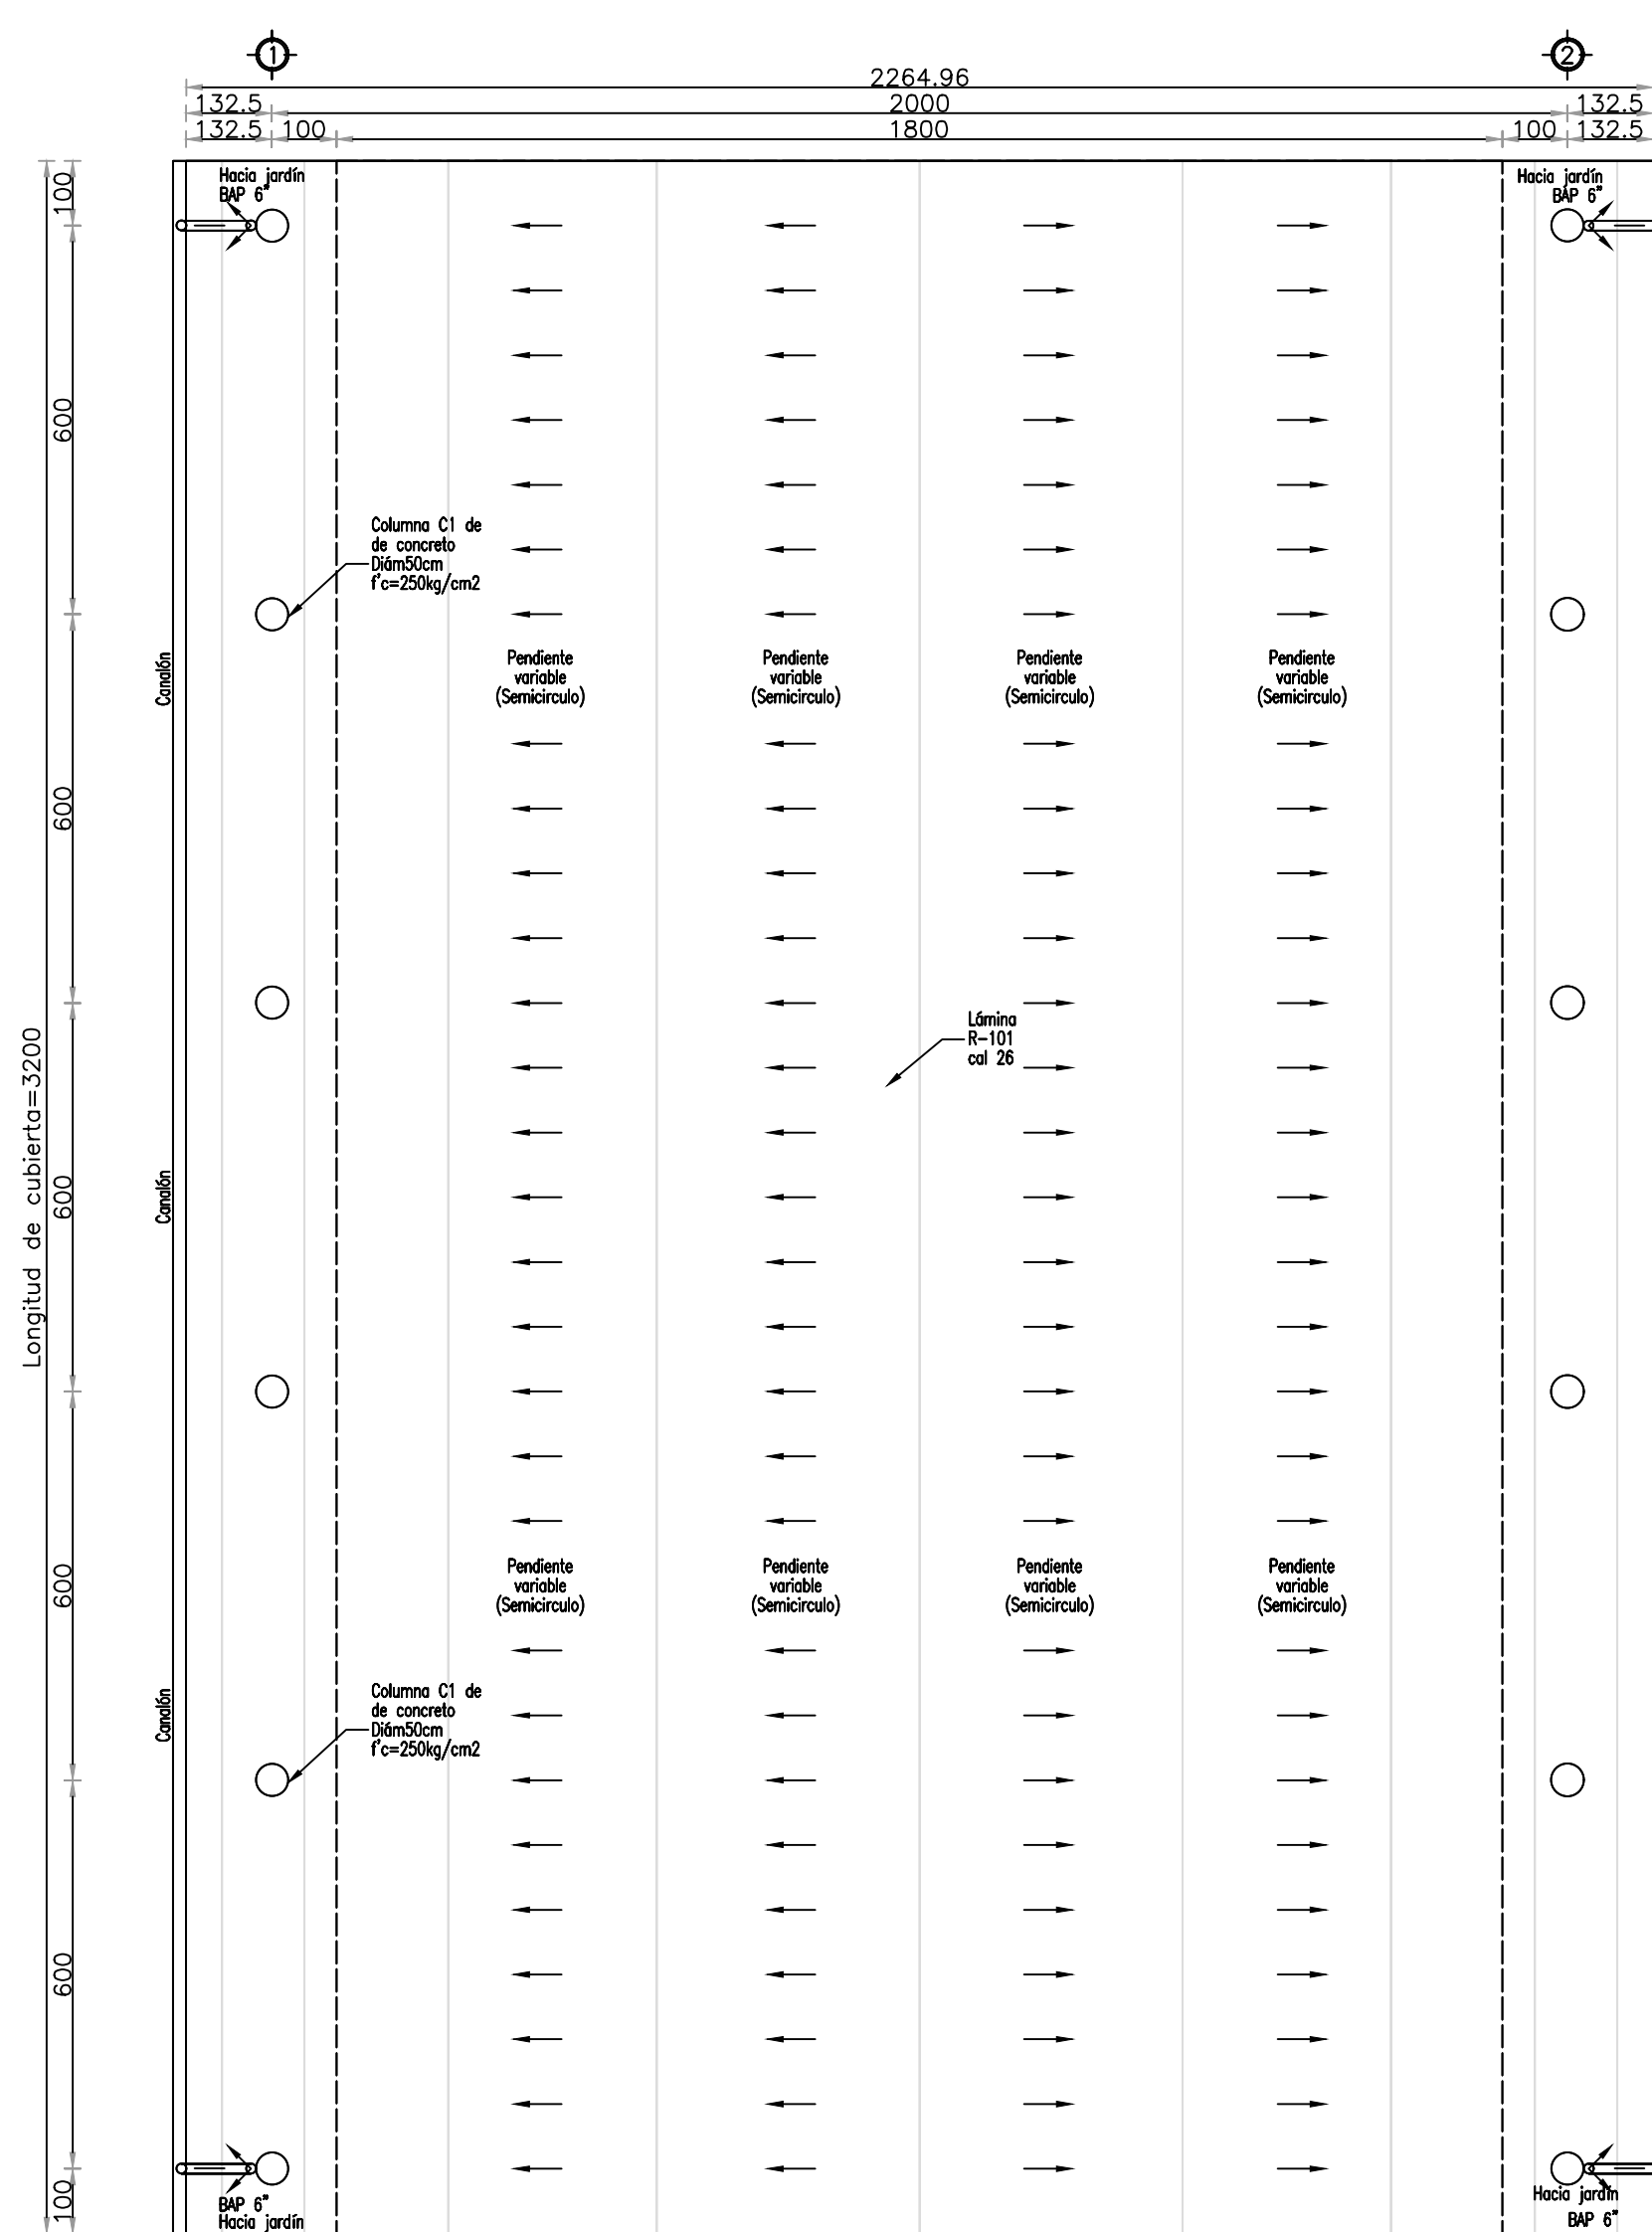 1
2
2264.96
132.5
2000
132.5
132.5
100
1800
100
132.5
Hacia jardín
BAP 6"
Hacia jardín
BAP 6"
100
600
Columna C1 de
de concreto
Diám50cm
f'c=250kg/cm2
Canalón
Pendiente
variable
(Semicirculo)
Pendiente
variable
(Semicirculo)
Pendiente
variable
(Semicirculo)
Pendiente
variable
(Semicirculo)
600
Lámina
R-101
cal 26
Longitud de cubierta=3200
600
Canalón
600
Pendiente
variable
(Semicirculo)
Pendiente
variable
(Semicirculo)
Pendiente
variable
(Semicirculo)
Pendiente
variable
(Semicirculo)
Canalón
Columna C1 de
de concreto
Diám50cm
f'c=250kg/cm2
600
100
BAP 6"
Hacia jardín
Hacia jardín
BAP 6"